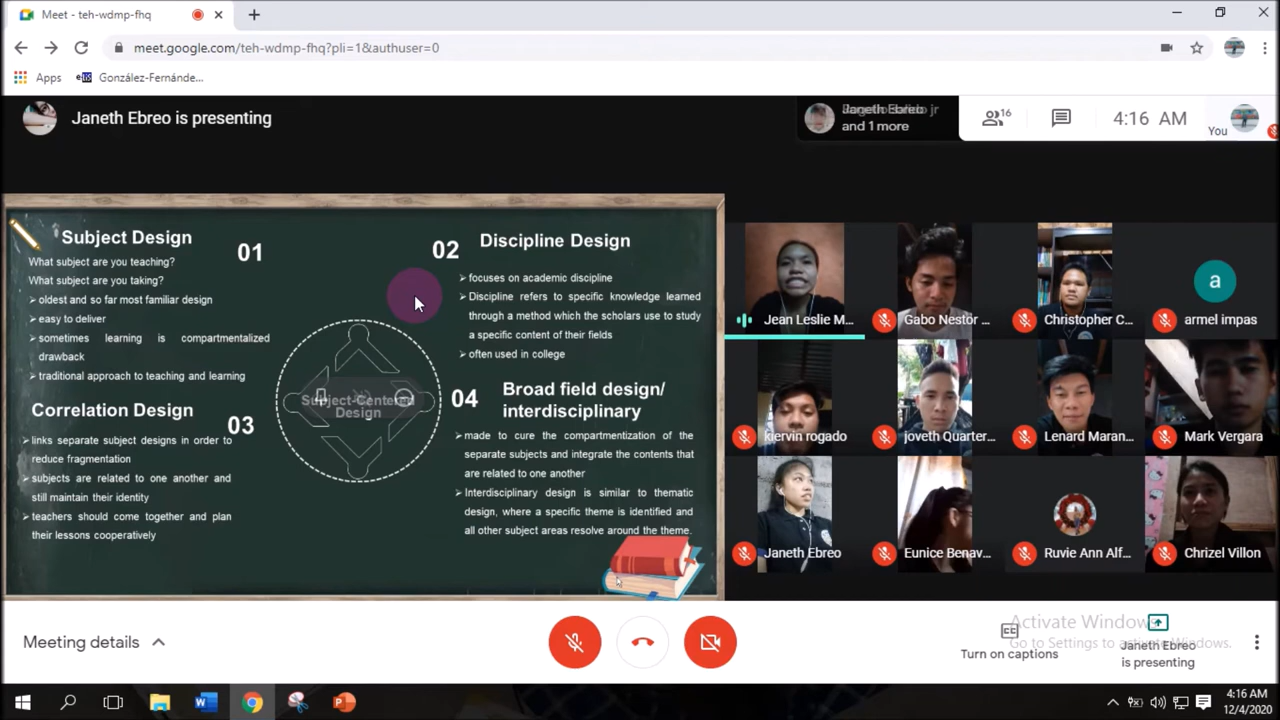 Meet - teh-wdmp-fhq
meet.google.com/teh-wdmp-fhq?pli=1&authuser=0
Apps
González-Fernánde...
Janeth Ebreo is presenting
Janeth Ebreo jr
and 1 more
16
4:16 AM
You
Subject Design
01
What subject are you teaching?
What subject are you taking?
oldest and so far most familiar design
easy to deliver
sometimes learning is compartmentalized
drawback
traditional approach to teaching and learning
02
Discipline Design
focuses on academic discipline
Discipline refers to specific knowledge learned
through a method which the scholars use to study
a specific content of their fields
often used in college
Subject-Centered
Design
Correlation Design
03
links separate subject designs in order to
reduce fragmentation
subjects are related to one another and
still maintain their identity
teachers should come together and plan
their lessons cooperatively
04
Broad field design/
interdisciplinary
made to cure the compartmentization of the
separate subjects and integrate the contents that
are related to one another
Interdisciplinary design is similar to thematic
design, where a specific theme is identified and
all other subject areas resolve around the theme.
Jean Leslie M...
Gabo Nestor ...
Christopher C...
a
armel impas
kiervin rogado
joveth Quarter...
Lenard Maran...
Mark Vergara
Janeth Ebreo
Eunice Benav...
Ruvie Ann Alf...
Chrizel Villon
Meeting details
CC
Turn on captions
Janeth Ebreo
is presenting
Activate Windows
Go to Settings to activate Windows.
4:16 AM
12/4/2020